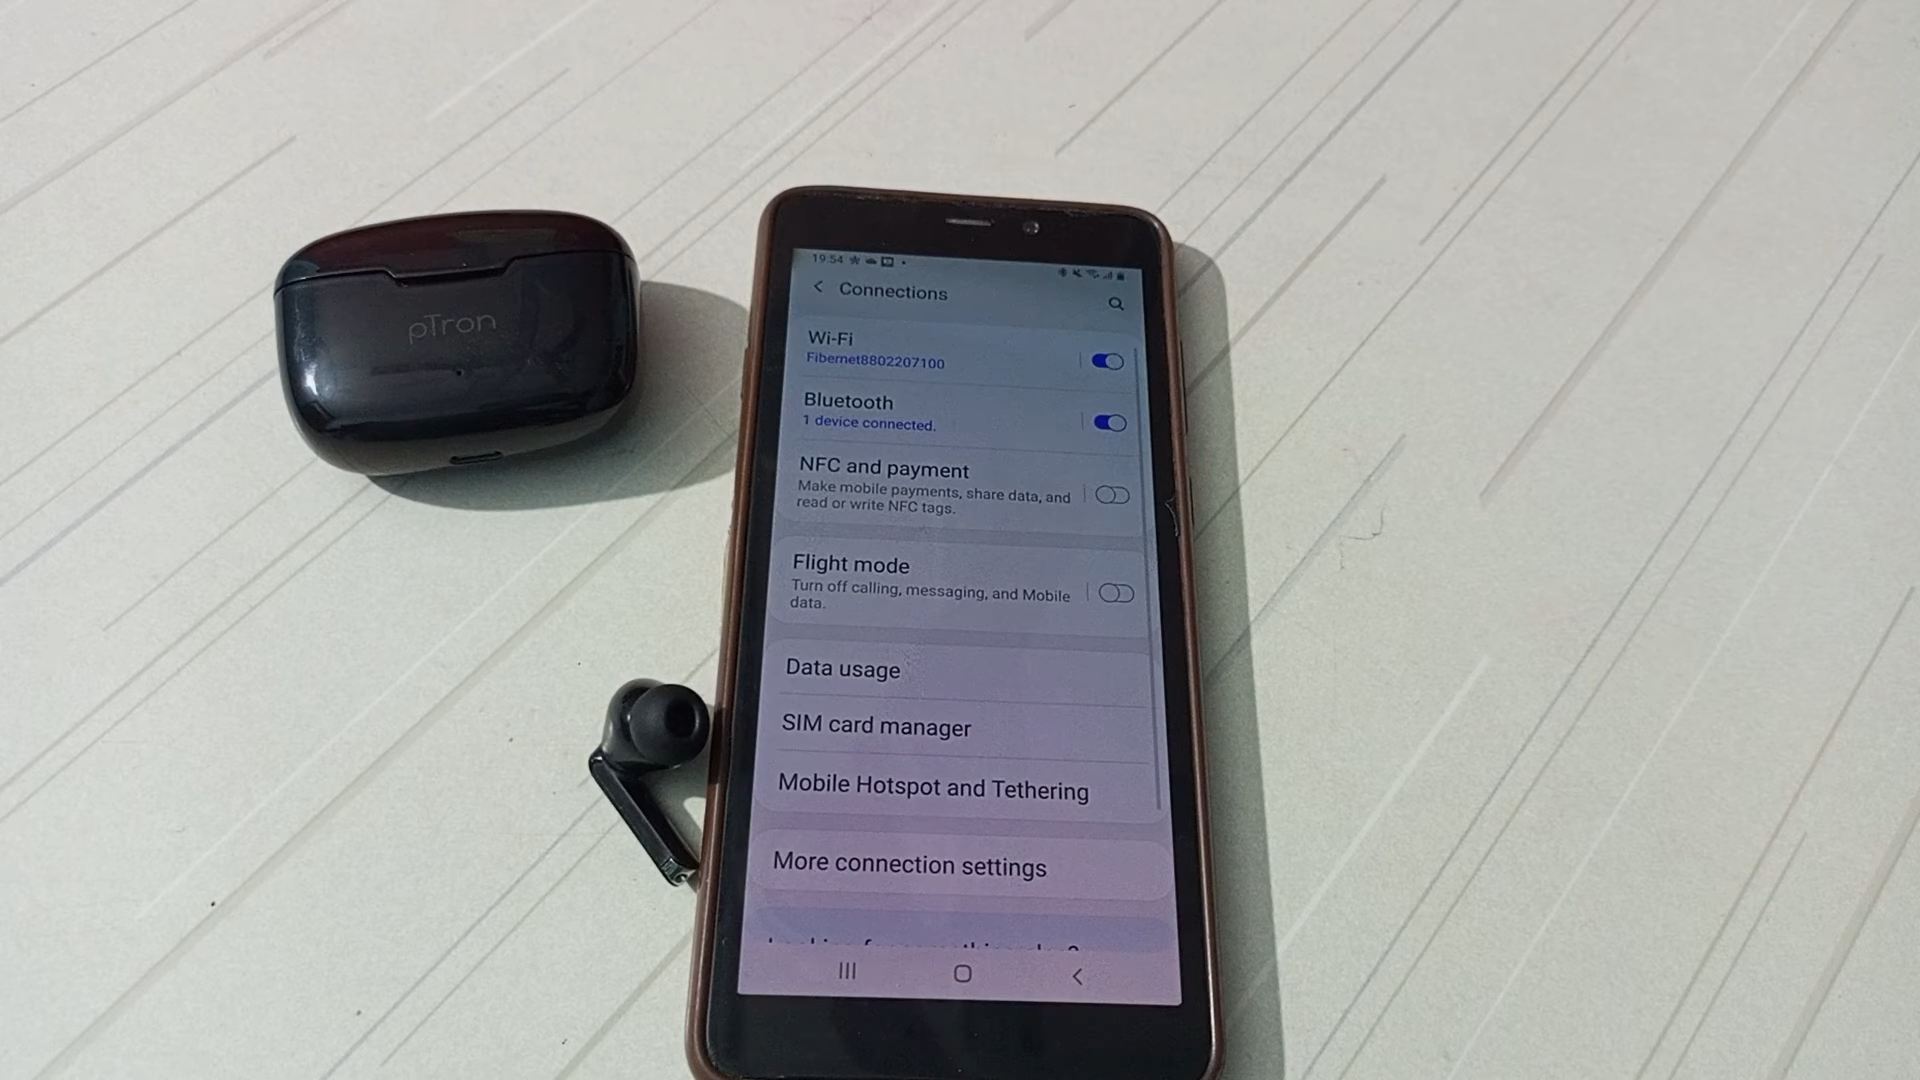 pTron
19.54
Connections
Wi-Fi
Fibernet8802207100
Bluetooth
1 device connected.
NFC and payment
Make mobile payments, share data, and
read or write NFC tags.
Flight mode
Turn off calling, messaging, and Mobile
data.
Data usage
SIM card manager
Mobile Hotspot and Tethering
More connection settings